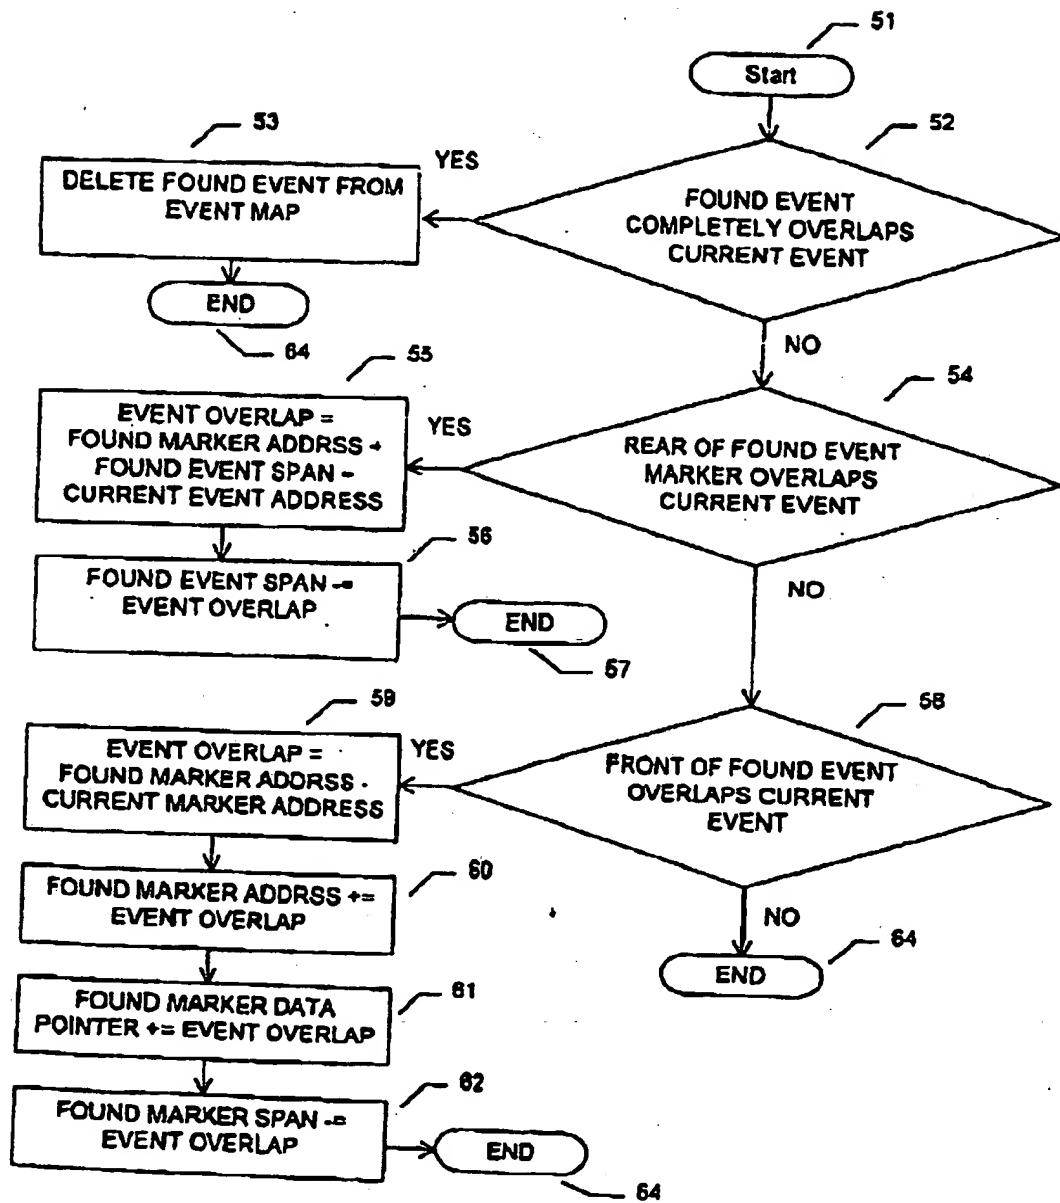 51
Start
52
FOUND EVENT
COMPLETELY OVERLAPS
CURRENT EVENT
YES
53
DELETE FOUND EVENT FROM
EVENT MAP
END
64
NO
54
REAR OF FOUND EVENT
MARKER OVERLAPS
CURRENT EVENT
YES
55
EVENT OVERLAP =
FOUND MARKER ADDRSS +
FOUND EVENT SPAN -
CURRENT EVENT ADDRESS
56
FOUND EVENT SPAN -=
EVENT OVERLAP
END
57
NO
58
FRONT OF FOUND EVENT
OVERLAPS CURRENT
EVENT
YES
59
EVENT OVERLAP =
FOUND MARKER ADDRSS -
CURRENT MARKER ADDRESS
60
FOUND MARKER ADDRSS +=
EVENT OVERLAP
61
FOUND MARKER DATA
POINTER += EVENT OVERLAP
62
FOUND MARKER SPAN -=
EVENT OVERLAP
END
64
NO
END
64